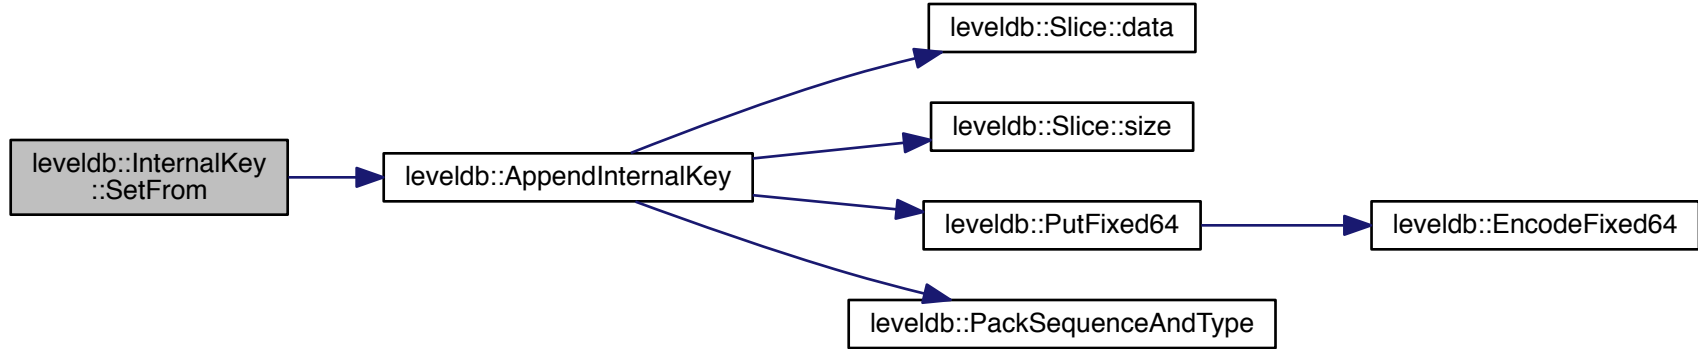 leveldb::InternalKey
::SetFrom
leveldb::AppendInternalKey
leveldb::Slice::data
leveldb::Slice::size
leveldb::PutFixed64
leveldb::EncodeFixed64
leveldb::PackSequenceAndType